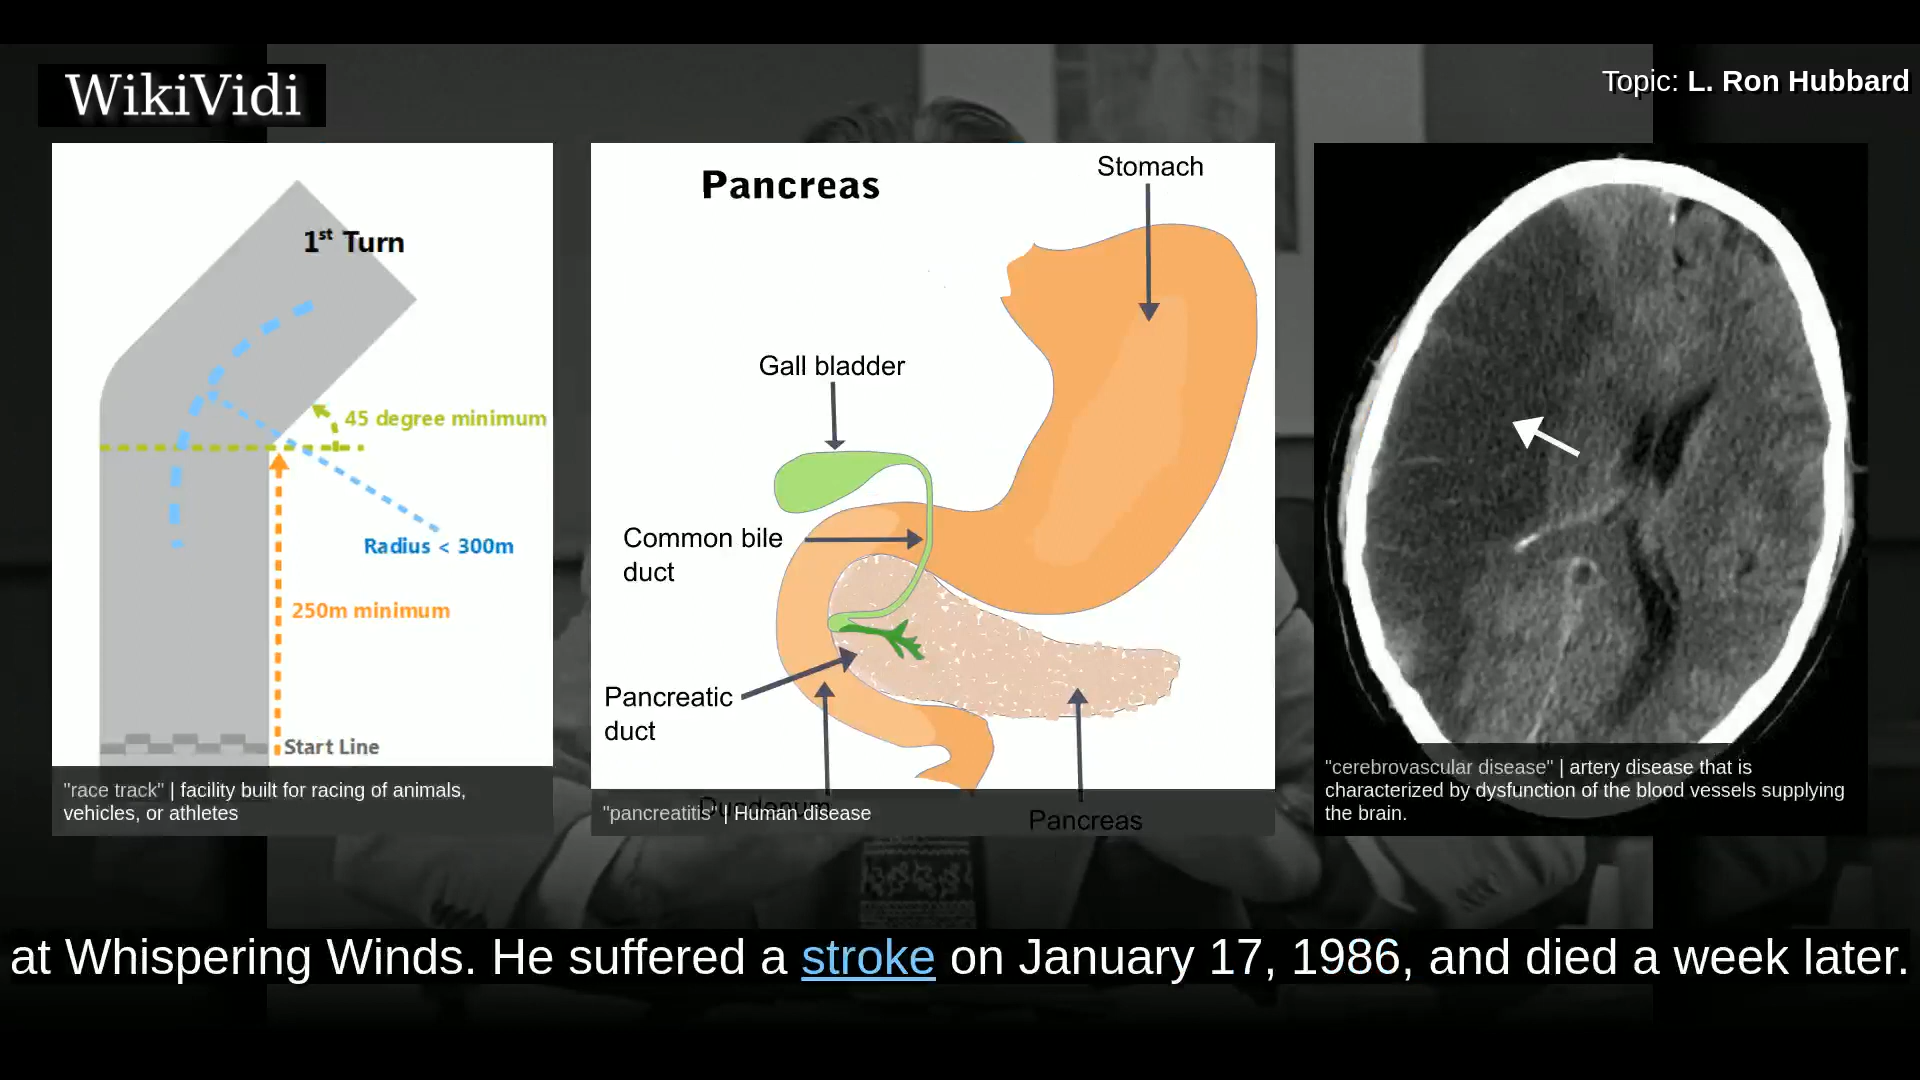 WikiVidi
Topic: L. Ron Hubbard
1st Turn
45 degree minimum
Radius < 300m
250m minimum
Start Line
"race track" | facility built for racing of animals,
vehicles, or athletes
Pancreas
Stomach
Gall bladder
Common bile
duct
Pancreatic
duct
Duadenum
Pancreas
"pancreatitis" | Human disease
"cerebrovascular disease" | artery disease that is
characterized by dysfunction of the blood vessels supplying
the brain.
at Whispering Winds. He suffered a stroke on January 17, 1986, and died a week later.